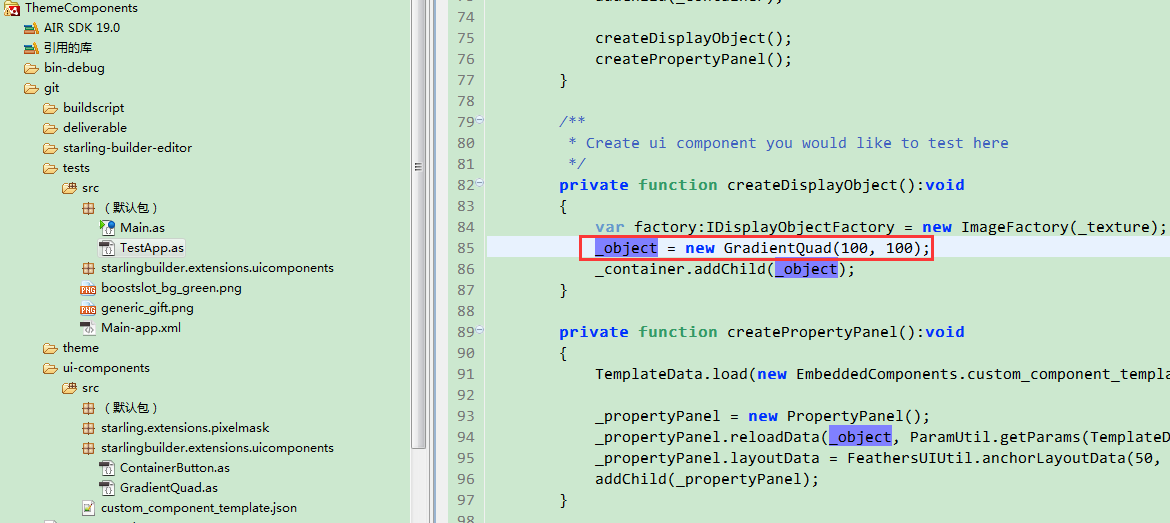 ThemeComponents
AIR SDK 19.0
引用的库
bin-debug
git
buildscript
deliverable
starling-builder-editor
tests
src
（默认包）
Main.as
TestApp.as
starlingbuilder.extensions.uicomponents
boostslot_bg_green.png
generic_gift.png
Main-app.xml
theme
ui-components
src
（默认包）
starling.extensions.pixelmask
starlingbuilder.extensions.uicomponents
ContainerButton.as
GradientQuad.as
custom_component_template.json
74
75 createDisplayObject();
76 createPropertyPanel();
77 }
78
79 /**
80 * Create ui component you would like to test here
81 */
82 private function createDisplayObject():void
83 {
84 var factory:IDisplayObjectFactory = new ImageFactory(_texture);
85 _object = new GradientQuad(100, 100);
86 _container.addChild(_object);
87 }
88
89 private function createPropertyPanel():void
90 {
91 TemplateData.load(new EmbeddedComponents.custom_component_templa
92
93 _propertyPanel = new PropertyPanel();
94 _propertyPanel.reloadData(_object, ParamUtil.getParams(TemplateD
95 _propertyPanel.layoutData = FeathersUIUtil.anchorLayoutData(50,
96 addChild(_propertyPanel);
97 }
98